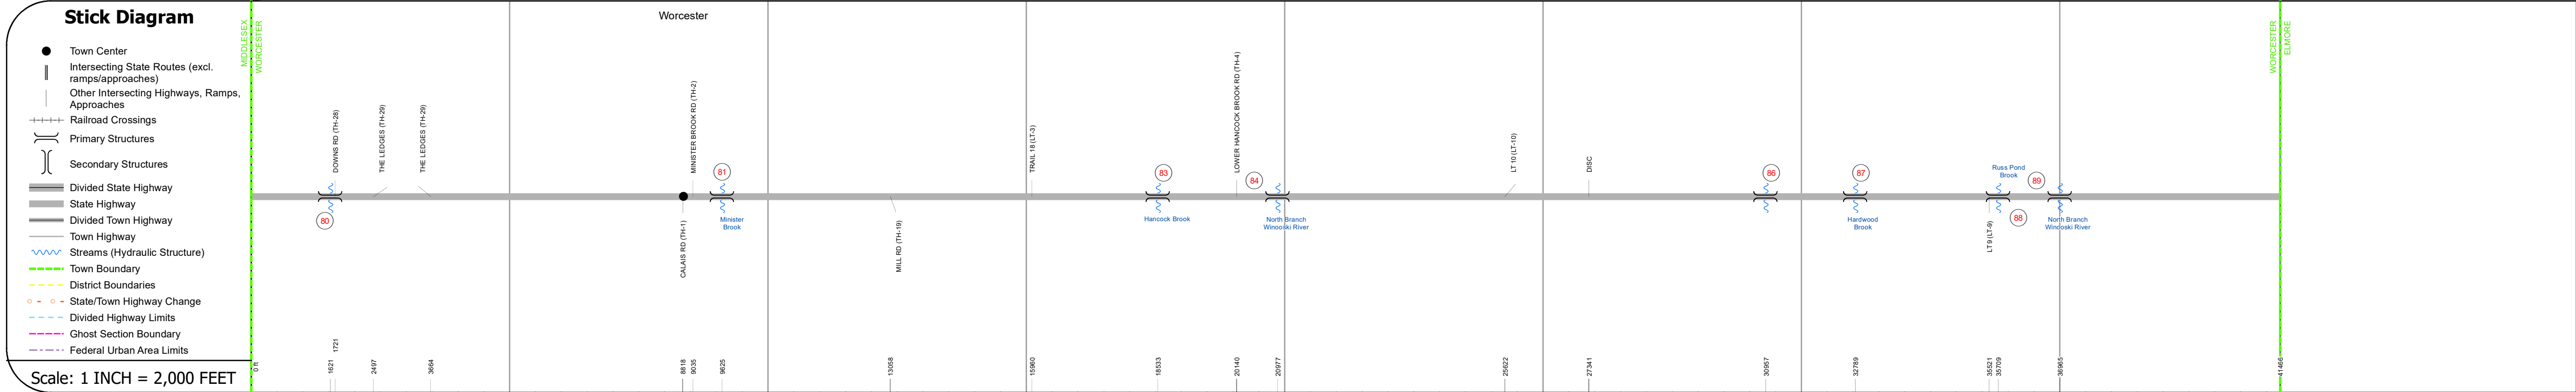 Stick Diagram
Town Center
Intersecting State Routes (excl.
ramps/approaches)
Other Intersecting Highways, Ramps,
Approaches
Railroad Crossings
Primary Structures
Secondary Structures
Divided State Highway
State Highway
Divided Town Highway
Town Highway
Streams (Hydraulic Structure)
Town Boundary
District Boundaries
State/Town Highway Change
Divided Highway Limits
Ghost Section Boundary
Federal Urban Area Limits
Scale: 1 INCH = 2,000 FEET
Worcester
MIDDLESEX
WORCESTER
DOWNS RD (TH-28)
THE LEDGES (TH-29)
THE LEDGES (TH-29)
MINISTER BROOK RD (TH-2)
TRAIL 18 (LT-3)
LOWER HANCOCK BROOK RD (TH-4)
LT 10 (LT-10)
DISC
WORCESTER
ELMORE
80
81
83
84
86
87
88
89
Minister
Brook
Hancock Brook
North Branch
Winooski River
Hardwood
Brook
Russ Pond
Brook
North Branch
Winooski River
CALAIS RD (TH-1)
MILL RD (TH-19)
LT 9 (LT-9)
0 ft
1621
1721
2497
3664
8818
9035
9625
13058
15960
18533
20140
20977
25622
27341
30957
32789
35521
35709
36965
41466